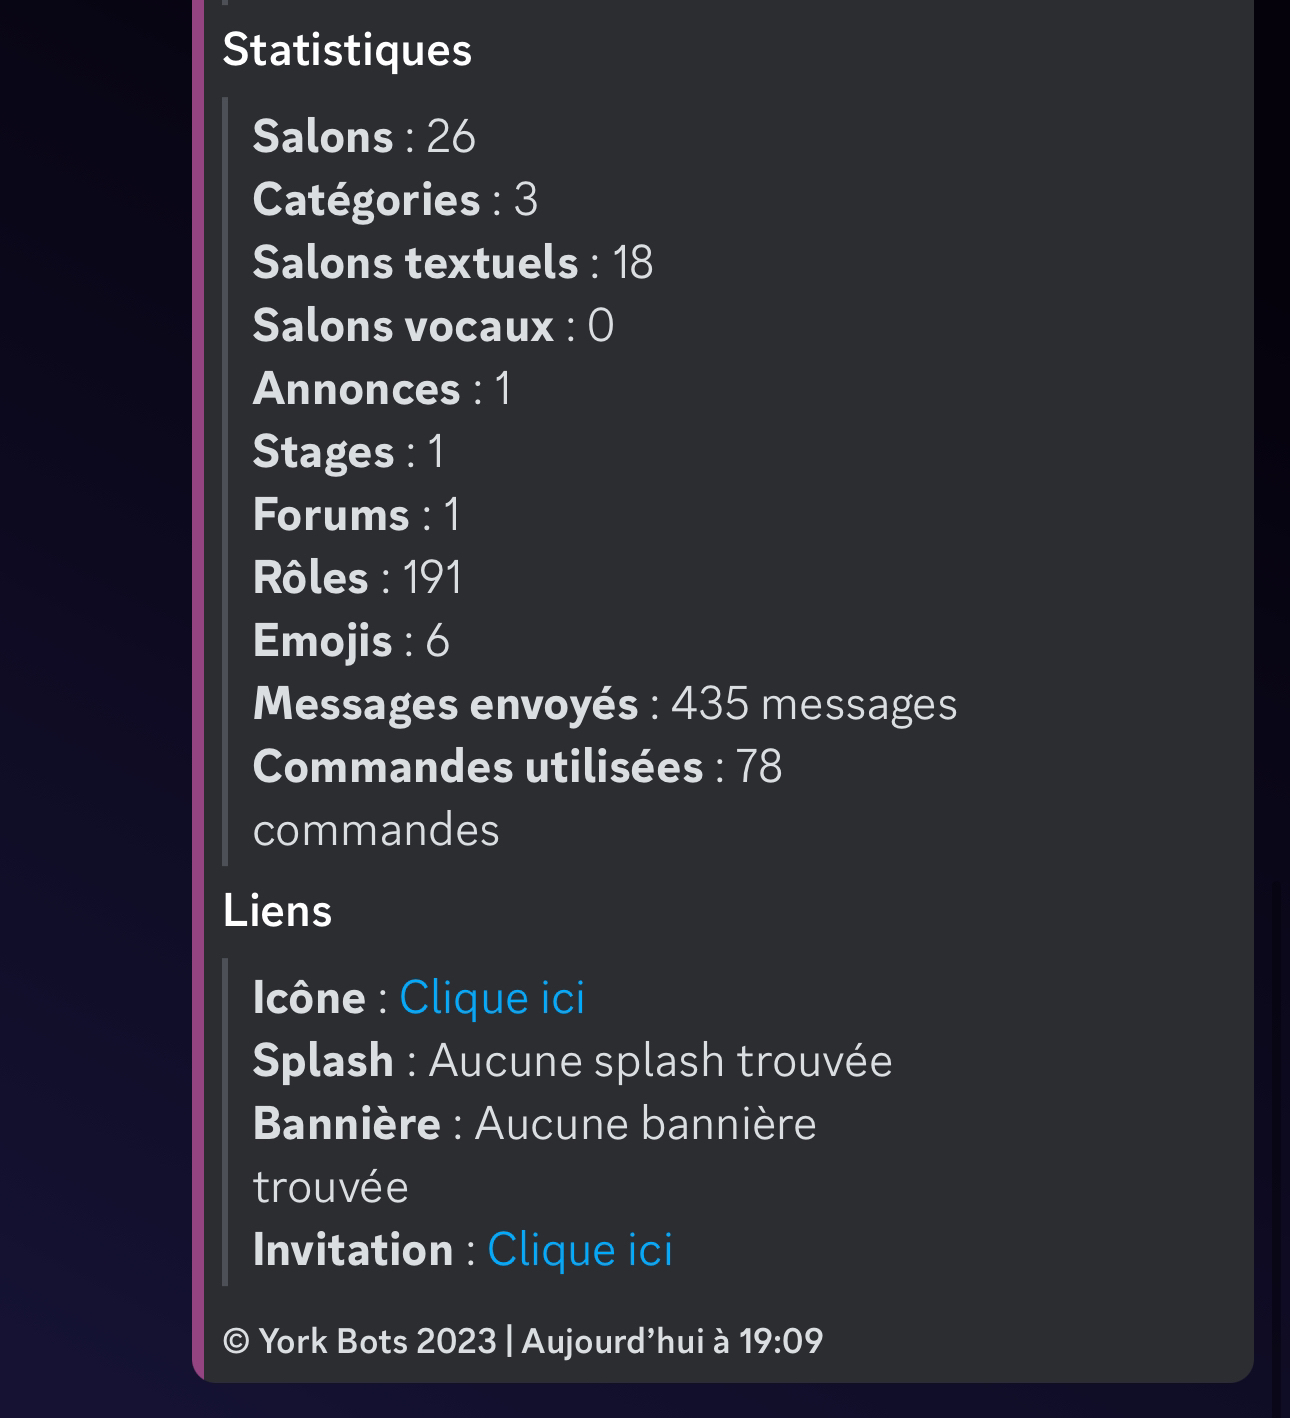 Statistiques
Salons : 26
Catégories : 3
Salons textuels : 18
Salons vocaux : 0
Annonces : 1
Stages : 1
Forums : 1
Rôles : 191
Emojis : 6
Messages envoyés : 435 messages
Commandes utilisées : 78
commandes
Liens
Icône : Clique ici
Splash : Aucune splash trouvée
Bannière : Aucune bannière
trouvée
Invitation : Clique ici
© York Bots 2023 | Aujourd’hui à 19:09